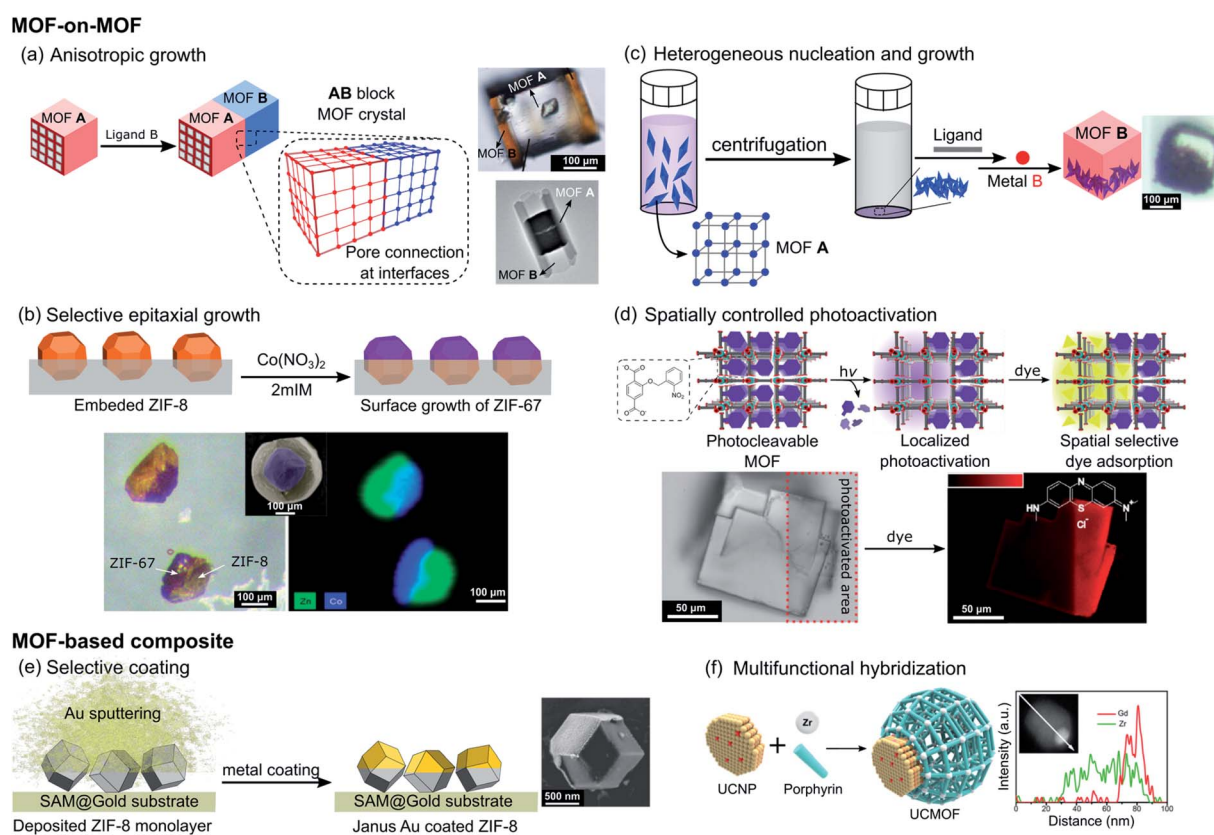 MOF-on-MOF
(a) Anisotropic growth
MOF A
Ligand B
MOF B
MOF A
AB block
MOF crystal
Pore connection
at interfaces
MOF A
MOF B
100 µm
MOF A
MOF B
(c) Heterogeneous nucleation and growth
centrifugation
MOF A
Ligand
Metal B
MOF B
100 µm
(b) Selective epitaxial growth
Co(NO3)2
2mIM
Embeded ZIF-8
Surface growth of ZIF-67
ZIF-67
ZIF-8
100 µm
100 µm
Zn
Co
100 µm
(d) Spatially controlled photoactivation
CO2-
O
NO2
CO2-
hν
dye
Photocleavable
MOF
Localized
photoactivation
Spatial selective
dye adsorption
photoactivated area
50 µm
dye
N
HN
S
N+
Cl-
50 µm
MOF-based composite
(e) Selective coating
Au sputtering
SAM@Gold substrate
Deposited ZIF-8 monolayer
metal coating
SAM@Gold substrate
Janus Au coated ZIF-8
500 nm
(f) Multifunctional hybridization
UCNP
Zr
Porphyrin
UCMOF
Intensity (a.u.)
Gd
Zr
0 20 40 60 80 100
Distance (nm)